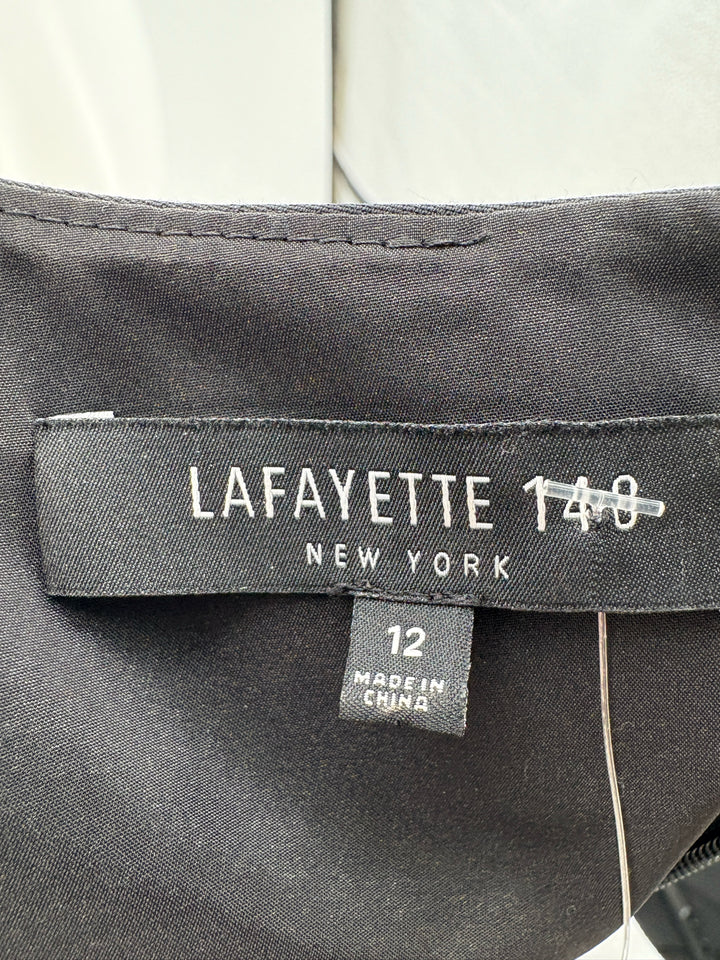 LAFAYETTE 148
NEW YORK
12
MADE IN
CHINA